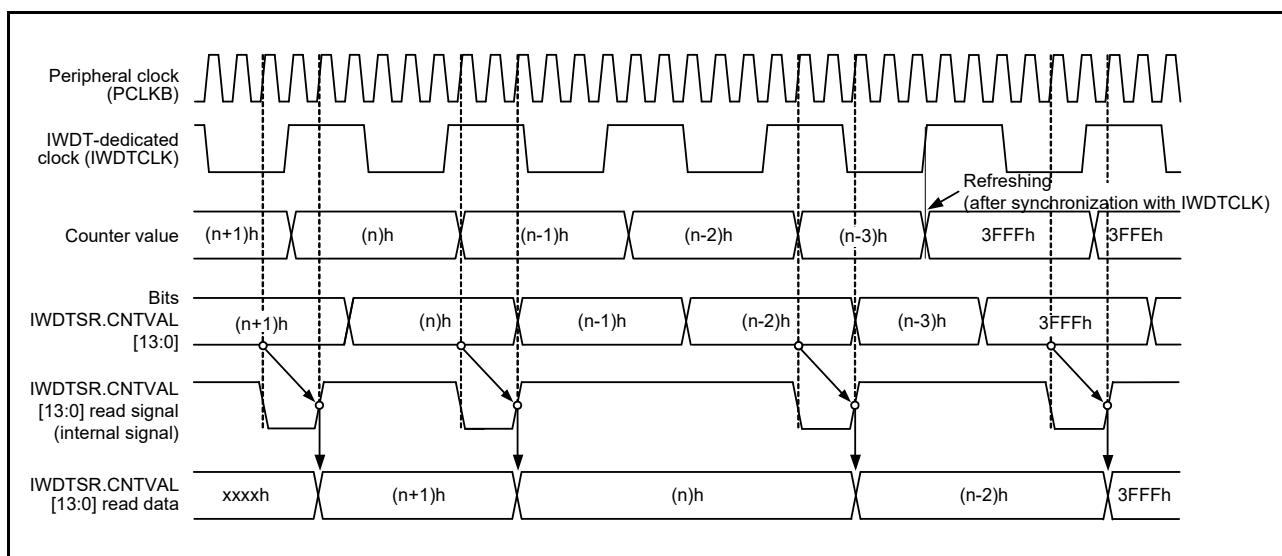 Peripheral clock
(PCLKB)
IWDT-dedicated
clock (IWDTCLK)
Refreshing
(after synchronization with IWDTCLK)
Counter value
(n+1)h
(n)h
(n-1)h
(n-2)h
(n-3)h
3FFFh
3FFEh
Bits
IWDTSR.CNTVAL
[13:0]
(n+1)h
(n)h
(n-1)h
(n-2)h
(n-3)h
3FFFh
IWDTSR.CNTVAL
[13:0] read signal
(internal signal)
IWDTSR.CNTVAL
[13:0] read data
xxxxh
(n+1)h
(n)h
(n-2)h
3FFFh